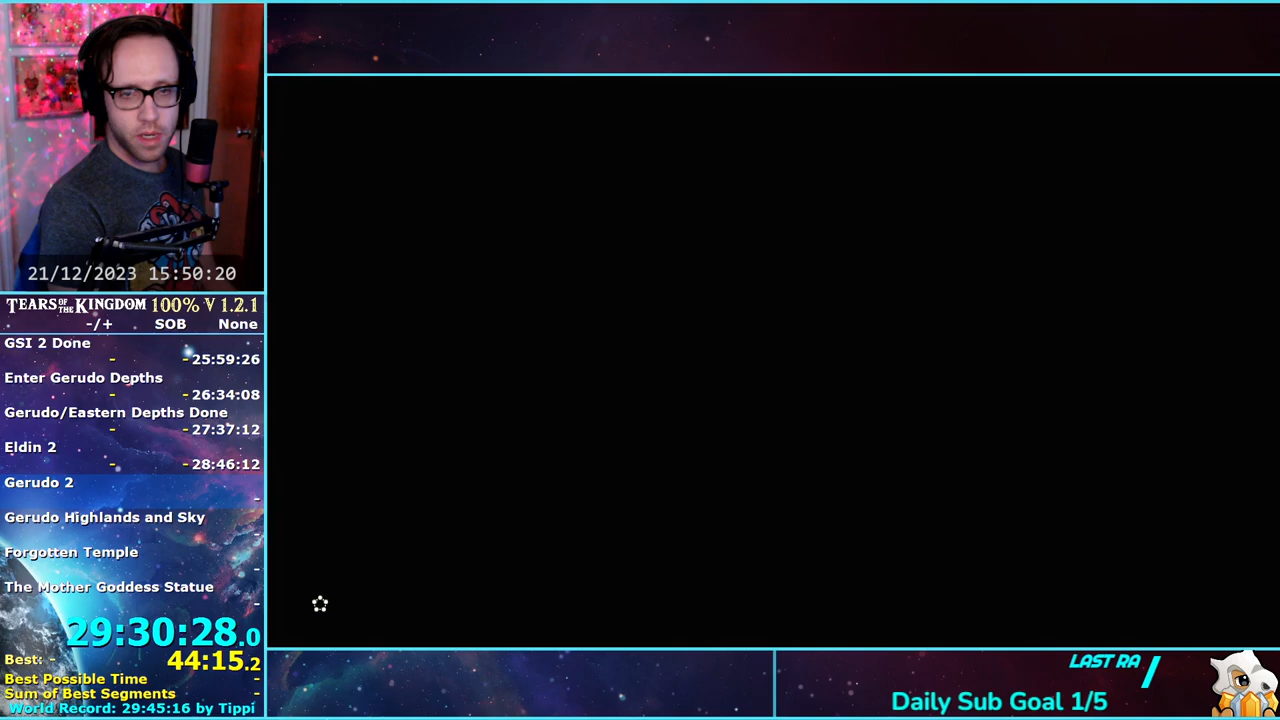 21/12/2023 15:50:20
TEARS OF THE KINGDOM 100% V 1.2.1
-/+ SOB None
GSI 2 Done
- - 25:59:26
Enter Gerudo Depths
- - 26:34:08
Gerudo/Eastern Depths Done
- - 27:37:12
Eldin 2
- - 28:46:12
Gerudo 2
-
Gerudo Highlands and Sky
-
Forgotten Temple
-
The Mother Goddess Statue
-
29:30:28.0
Best: - 44:15.2
Best Possible Time -
Sum of Best Segments -
World Record: 29:45:16 by Tippi
LAST RA /
Daily Sub Goal 1/5